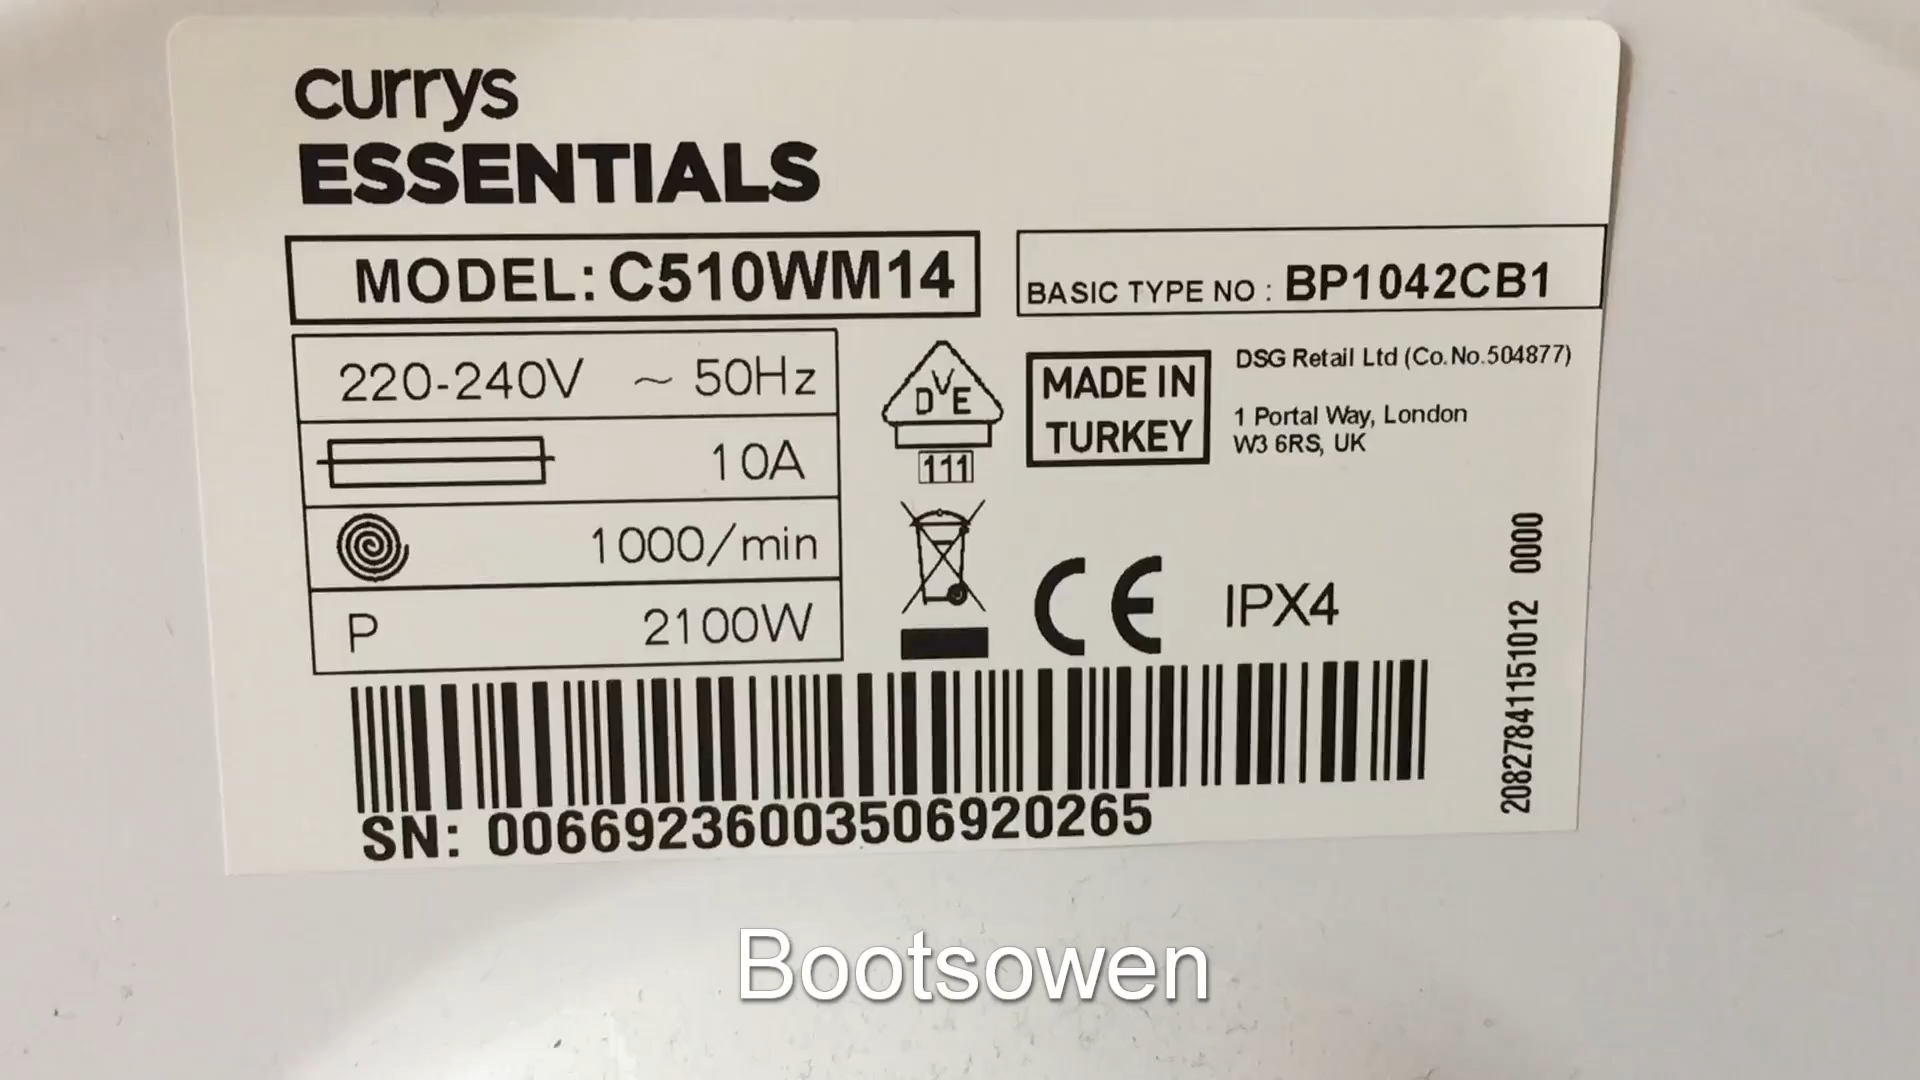 currys
ESSENTIALS
MODEL: C510WM14
BASIC TYPE NO : BP1042CB1
220-240V ~ 50Hz
10A
1000/min
P 2100W
DVE
111
MADE IN
TURKEY
DSG Retail Ltd (Co.No.504877)
1 Portal Way, London
W3 6RS, UK
CE IPX4
20827841151012 0000
SN: 00669236003506920265
Bootsowen